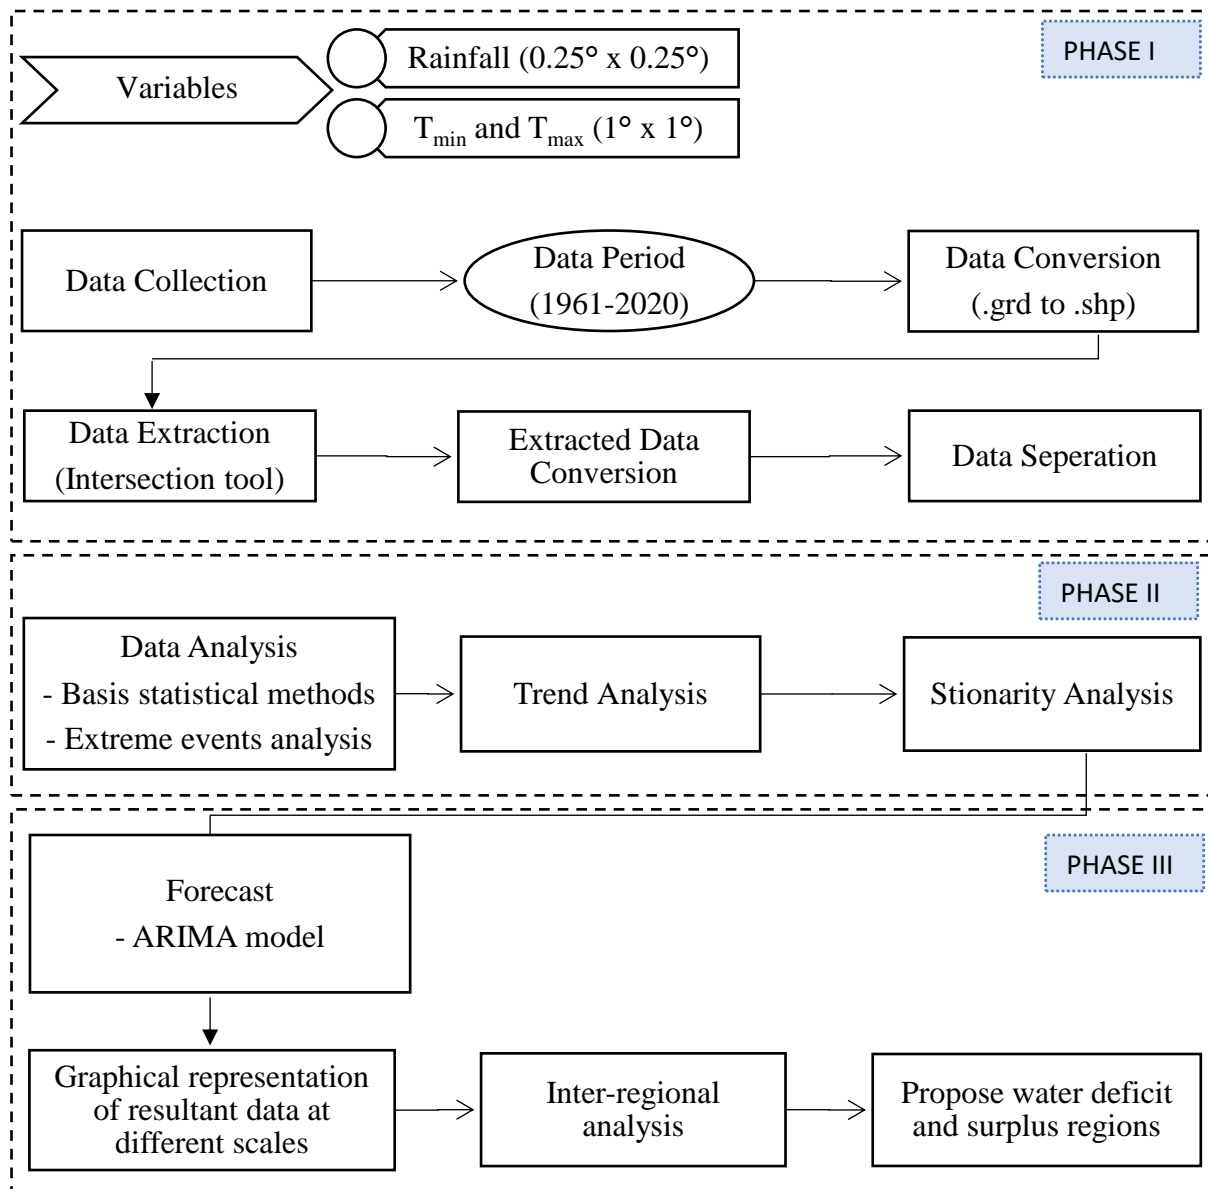 PHASE I
Variables
Rainfall (0.25° x 0.25°)
Tmin and Tmax (1° x 1°)
Data Collection
Data Period
(1961-2020)
Data Conversion
(.grd to .shp)
Data Extraction
(Intersection tool)
Extracted Data
Conversion
Data Seperation
PHASE II
Data Analysis
- Basis statistical methods
- Extreme events analysis
Trend Analysis
Stionarity Analysis
PHASE III
Forecast
- ARIMA model
Graphical representation
of resultant data at
different scales
Inter-regional
analysis
Propose water deficit
and surplus regions